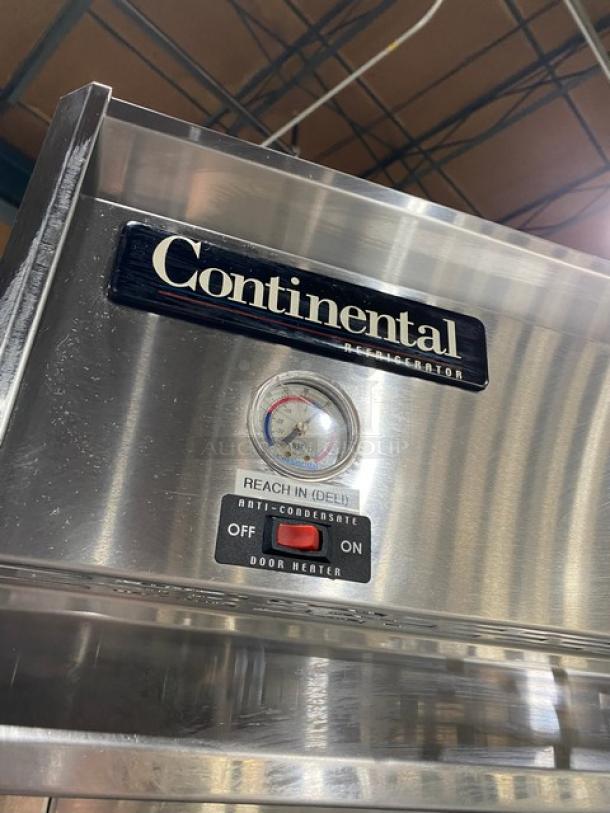 Continental
REFRIGERATOR
REACH IN (DELI)
ANTI-CONDENSATE
OFF
ON
DOOR HEATER